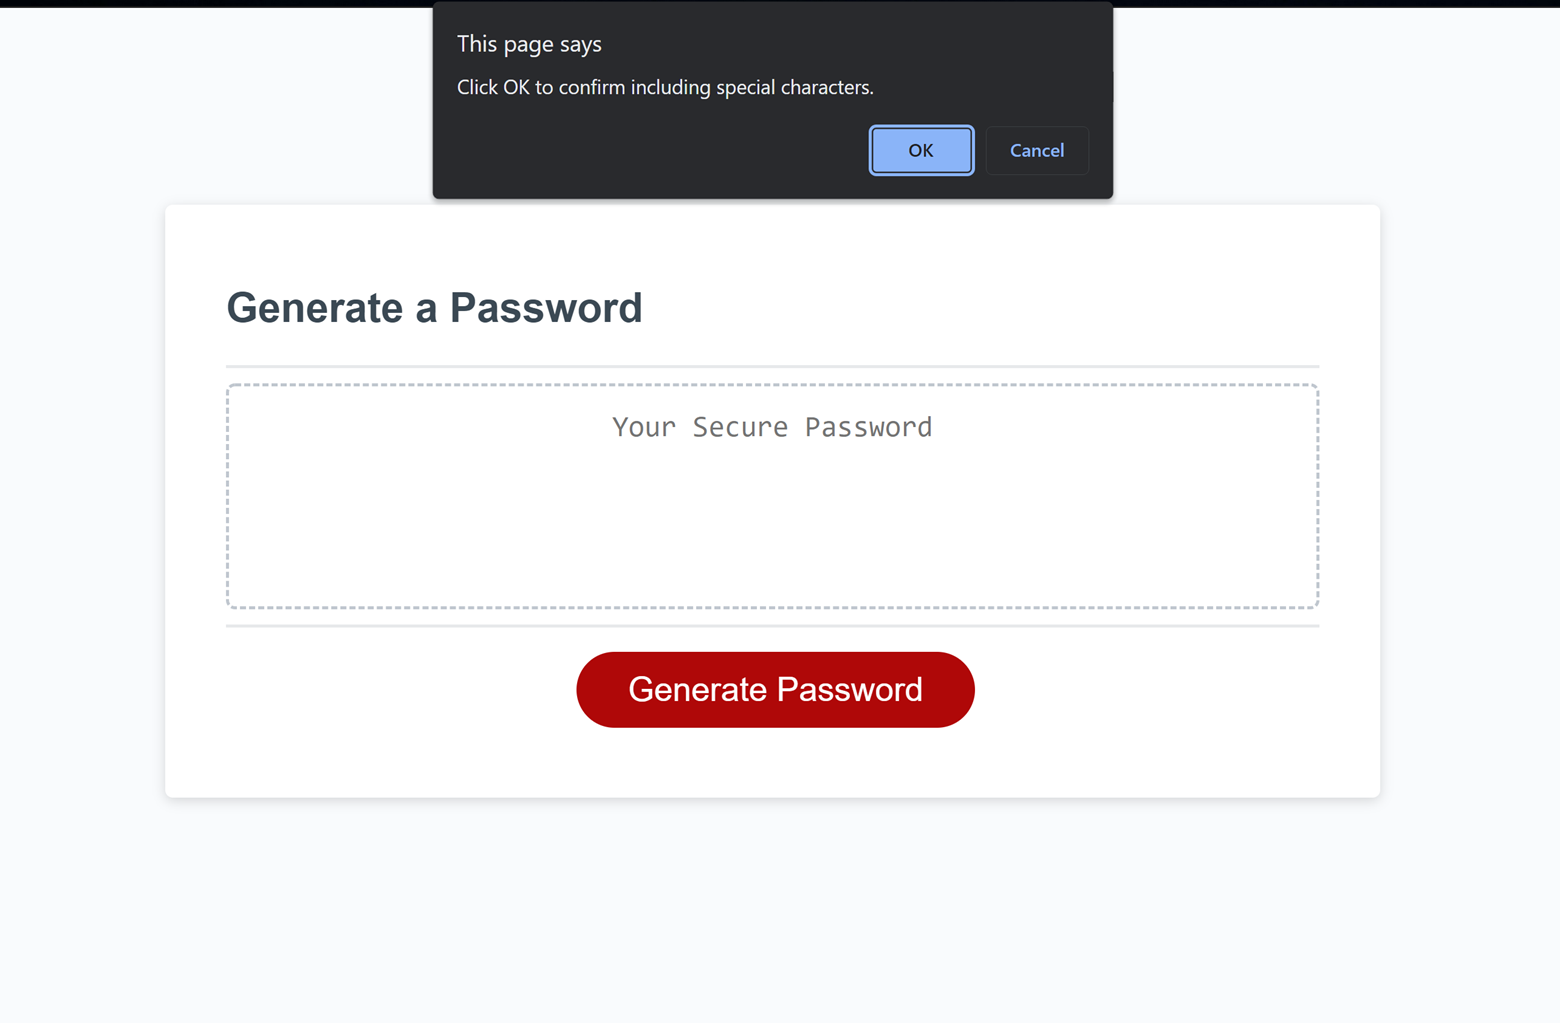 This page says
Click OK to confirm including special characters.
OK
Cancel
Generate a Password
Your Secure Password
Generate Password